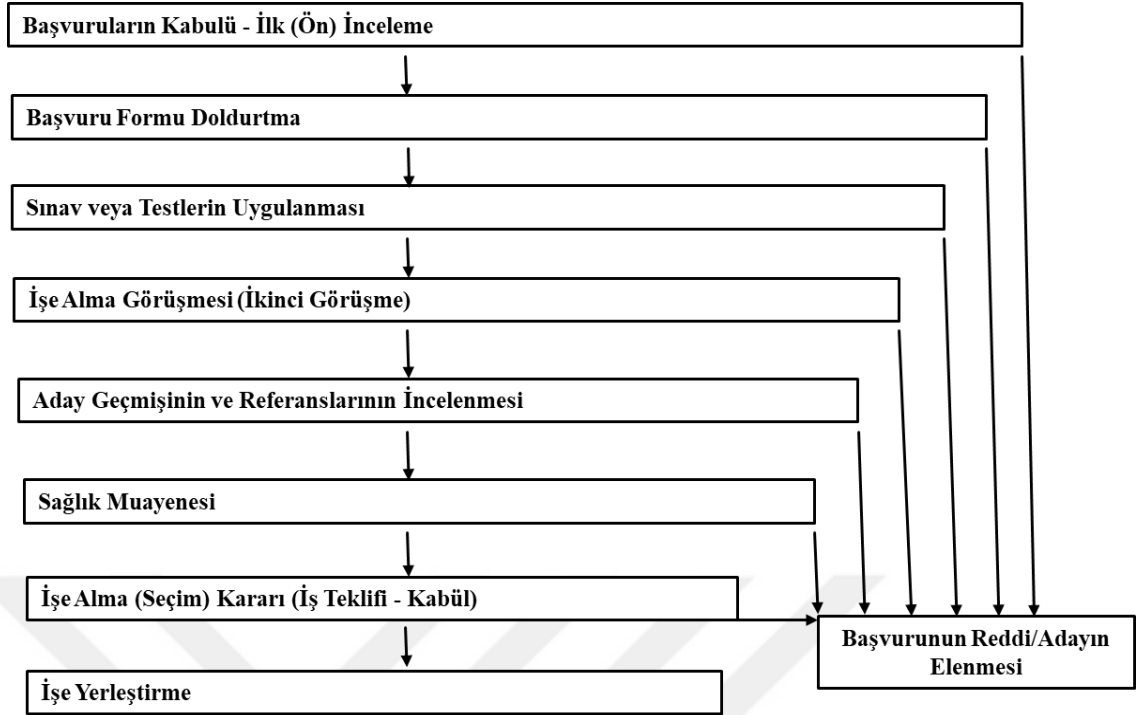 Başvuruların Kabulü - İlk (Ön) İnceleme
Başvuru Formu Doldurtma
Sınav veya Testlerin Uygulanması
İşe Alma Görüşmesi (İkinci Görüşme)
Aday Geçmişinin ve Referanslarının İncelenmesi
Sağlık Muayenesi
İşe Alma (Seçim) Kararı (İş Teklifi - Kabül)
Başvurunun Reddi/Adayın
Elenmesi
İşe Yerleştirme